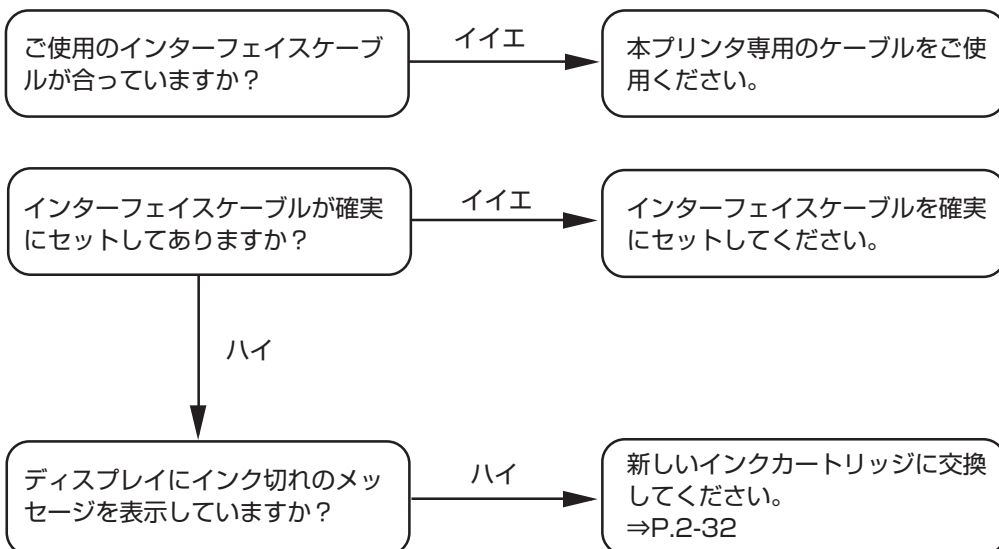 ご使用のインターフェイスケーブ
ルが合っていますか？
イイエ
本プリンタ専用のケーブルをご使
用ください。
インターフェイスケーブルが確実
にセットしてありますか？
イイエ
インターフェイスケーブルを確実
にセットしてください。
ハイ
ディスプレイにインク切れのメッ
セージを表示していますか？
ハイ
新しいインクカートリッジに交換
してください。
⇒P.2-32